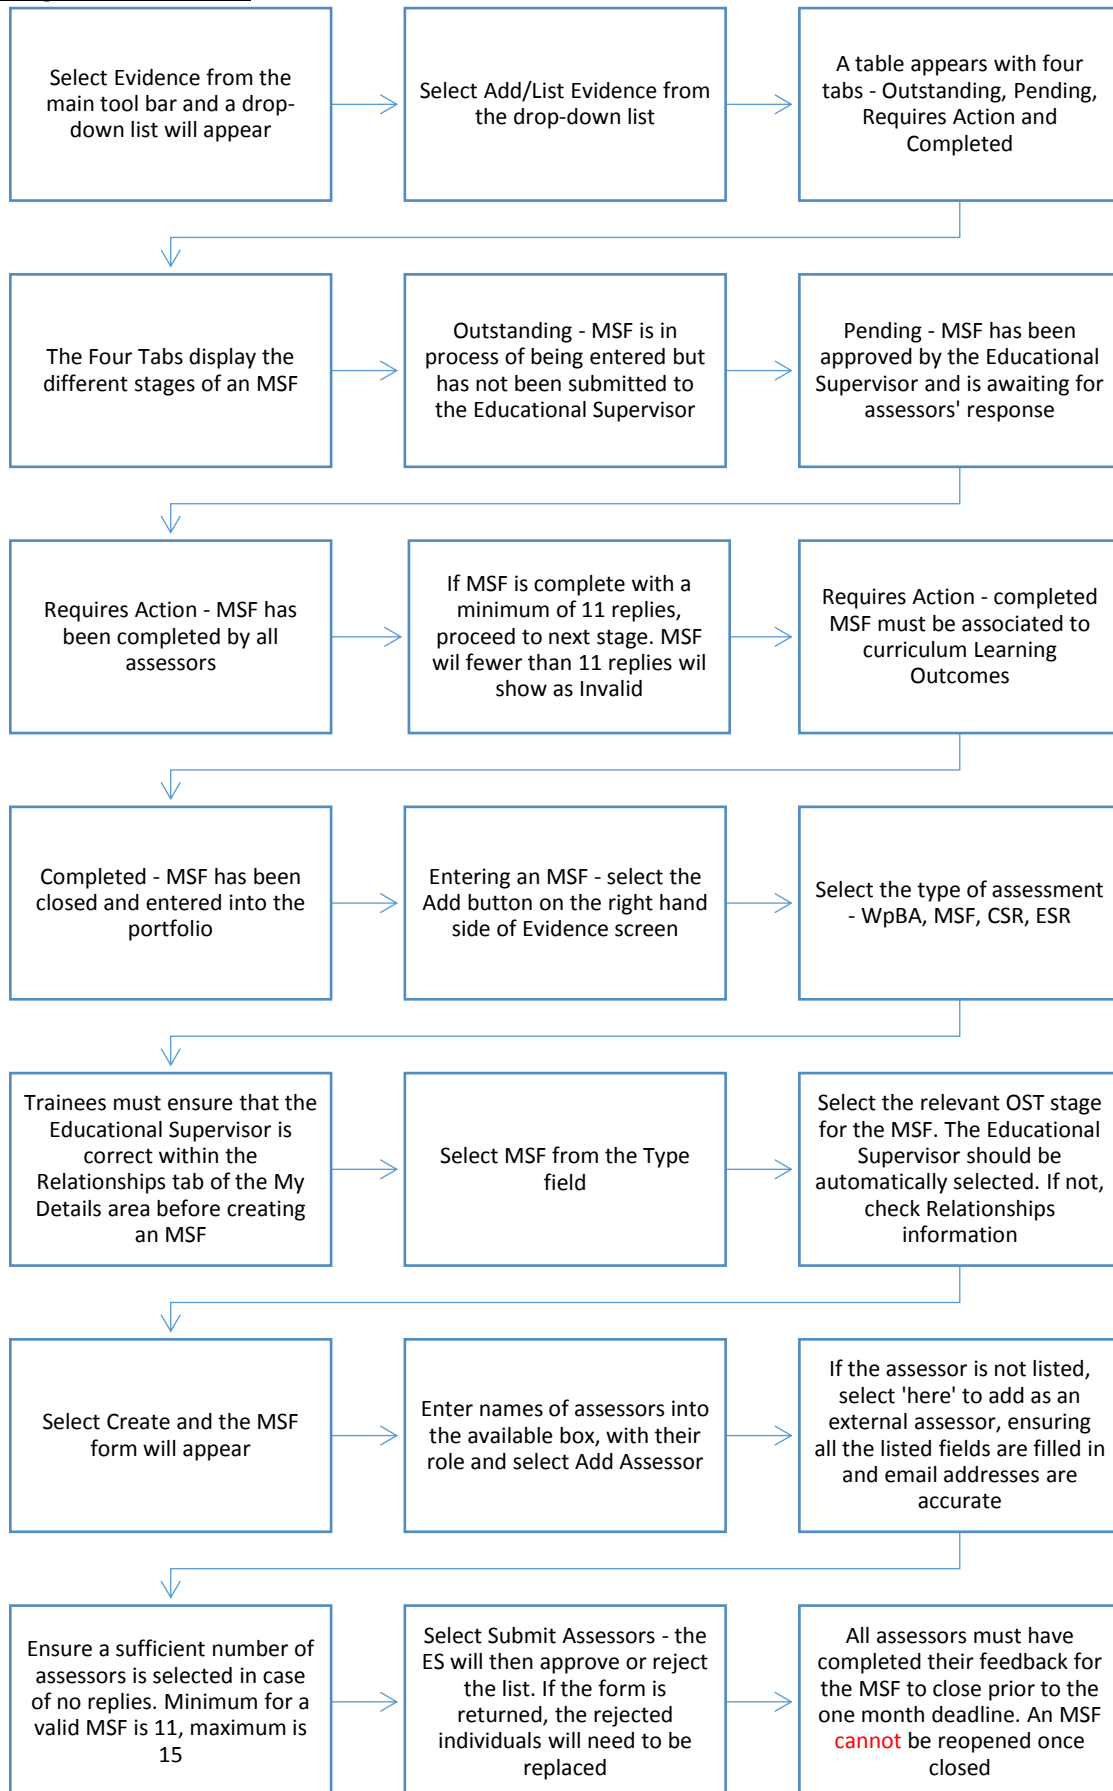 Select Evidence from the
main tool bar and a drop-
down list will appear
Select Add/List Evidence from
the drop-down list
A table appears with four
tabs - Outstanding, Pending,
Requires Action and
Completed
The Four Tabs display the
different stages of an MSF
Outstanding - MSF is in
process of being entered but
has not been submitted to
the Educational Supervisor
Pending - MSF has been
approved by the Educational
Supervisor and is awaiting for
assessors' response
Requires Action - MSF has
been completed by all
assessors
If MSF is complete with a
minimum of 11 replies,
proceed to next stage. MSF
wil fewer than 11 replies wil
show as Invalid
Requires Action - completed
MSF must be associated to
curriculum Learning
Outcomes
Completed - MSF has been
closed and entered into the
portfolio
Entering an MSF - select the
Add button on the right hand
side of Evidence screen
Select the type of assessment
- WpBA, MSF, CSR, ESR
Trainees must ensure that the
Educational Supervisor is
correct within the
Relationships tab of the My
Details area before creating
an MSF
Select MSF from the Type
field
Select the relevant OST stage
for the MSF. The Educational
Supervisor should be
automatically selected. If not,
check Relationships
information
Select Create and the MSF
form will appear
Enter names of assessors into
the available box, with their
role and select Add Assessor
If the assessor is not listed,
select 'here' to add as an
external assessor, ensuring
all the listed fields are filled in
and email addresses are
accurate
Ensure a sufficient number of
assessors is selected in case
of no replies. Minimum for a
valid MSF is 11, maximum is
15
Select Submit Assessors - the
ES will then approve or reject
the list. If the form is
returned, the rejected
individuals will need to be
replaced
All assessors must have
completed their feedback for
the MSF to close prior to the
one month deadline. An MSF
cannot be reopened once
closed